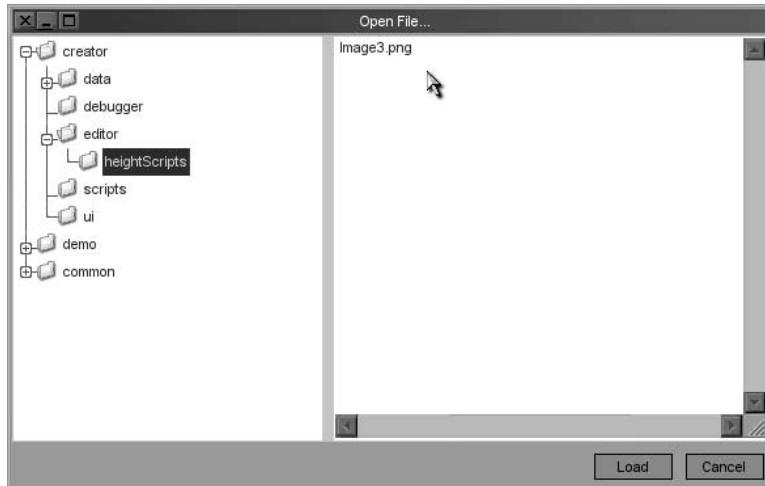 Open File...
creator
data
debugger
editor
heightScripts
scripts
ui
demo
common
Image3.png
Load
Cancel